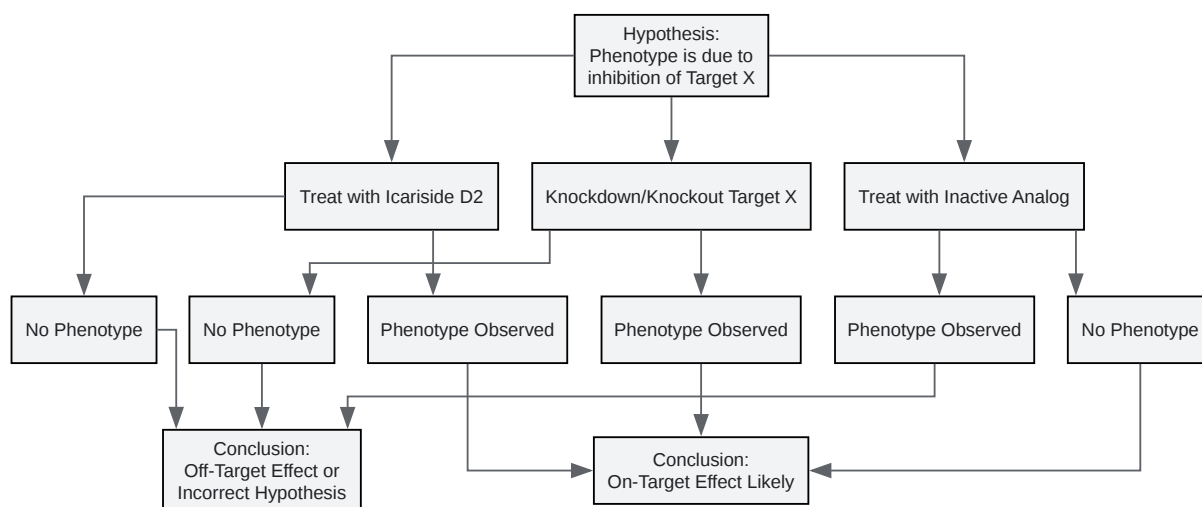 Hypothesis:
Phenotype is due to
inhibition of Target X
Treat with Icariside D2
Knockdown/Knockout Target X
Treat with Inactive Analog
No Phenotype
No Phenotype
Phenotype Observed
Phenotype Observed
Phenotype Observed
No Phenotype
Conclusion:
Off-Target Effect or
Incorrect Hypothesis
Conclusion:
On-Target Effect Likely